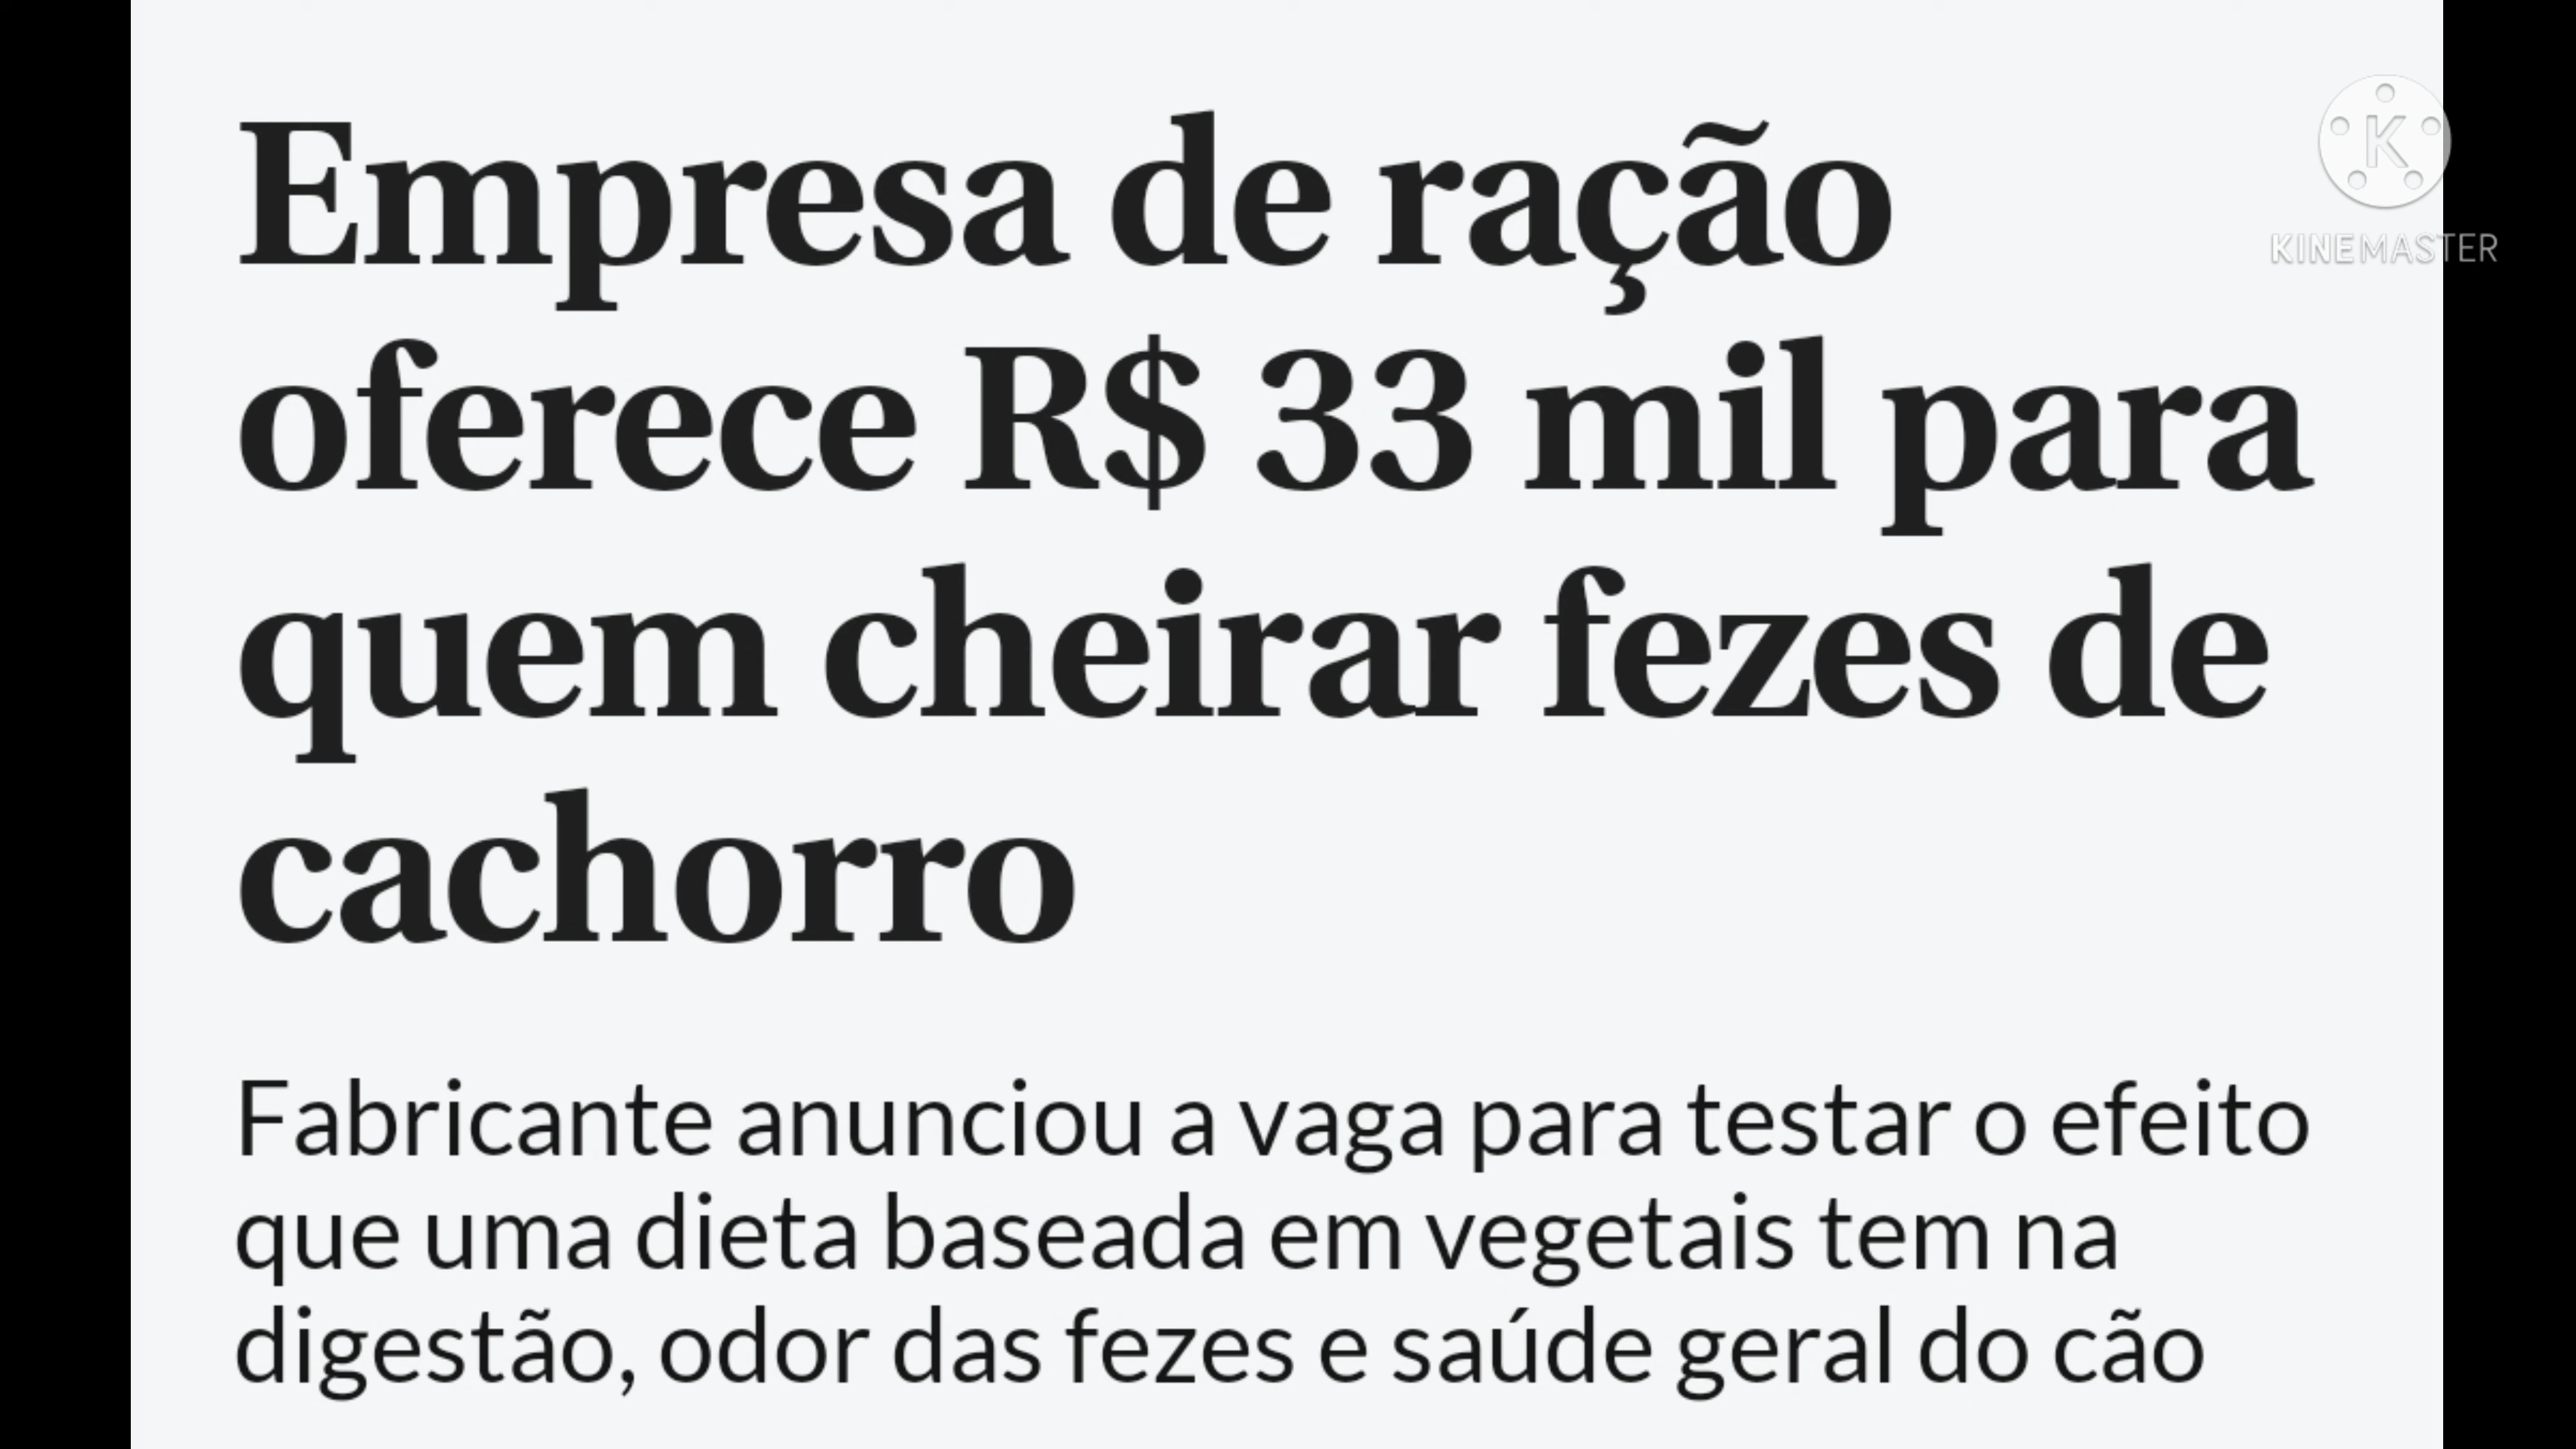 Empresa de ração
oferece R$ 33 mil para
quem cheirar fezes de
cachorro
Fabricante anunciou a vaga para testar o efeito
que uma dieta baseada em vegetais tem na
digestão, odor das fezes e saúde geral do cão
K
KINEMASTER